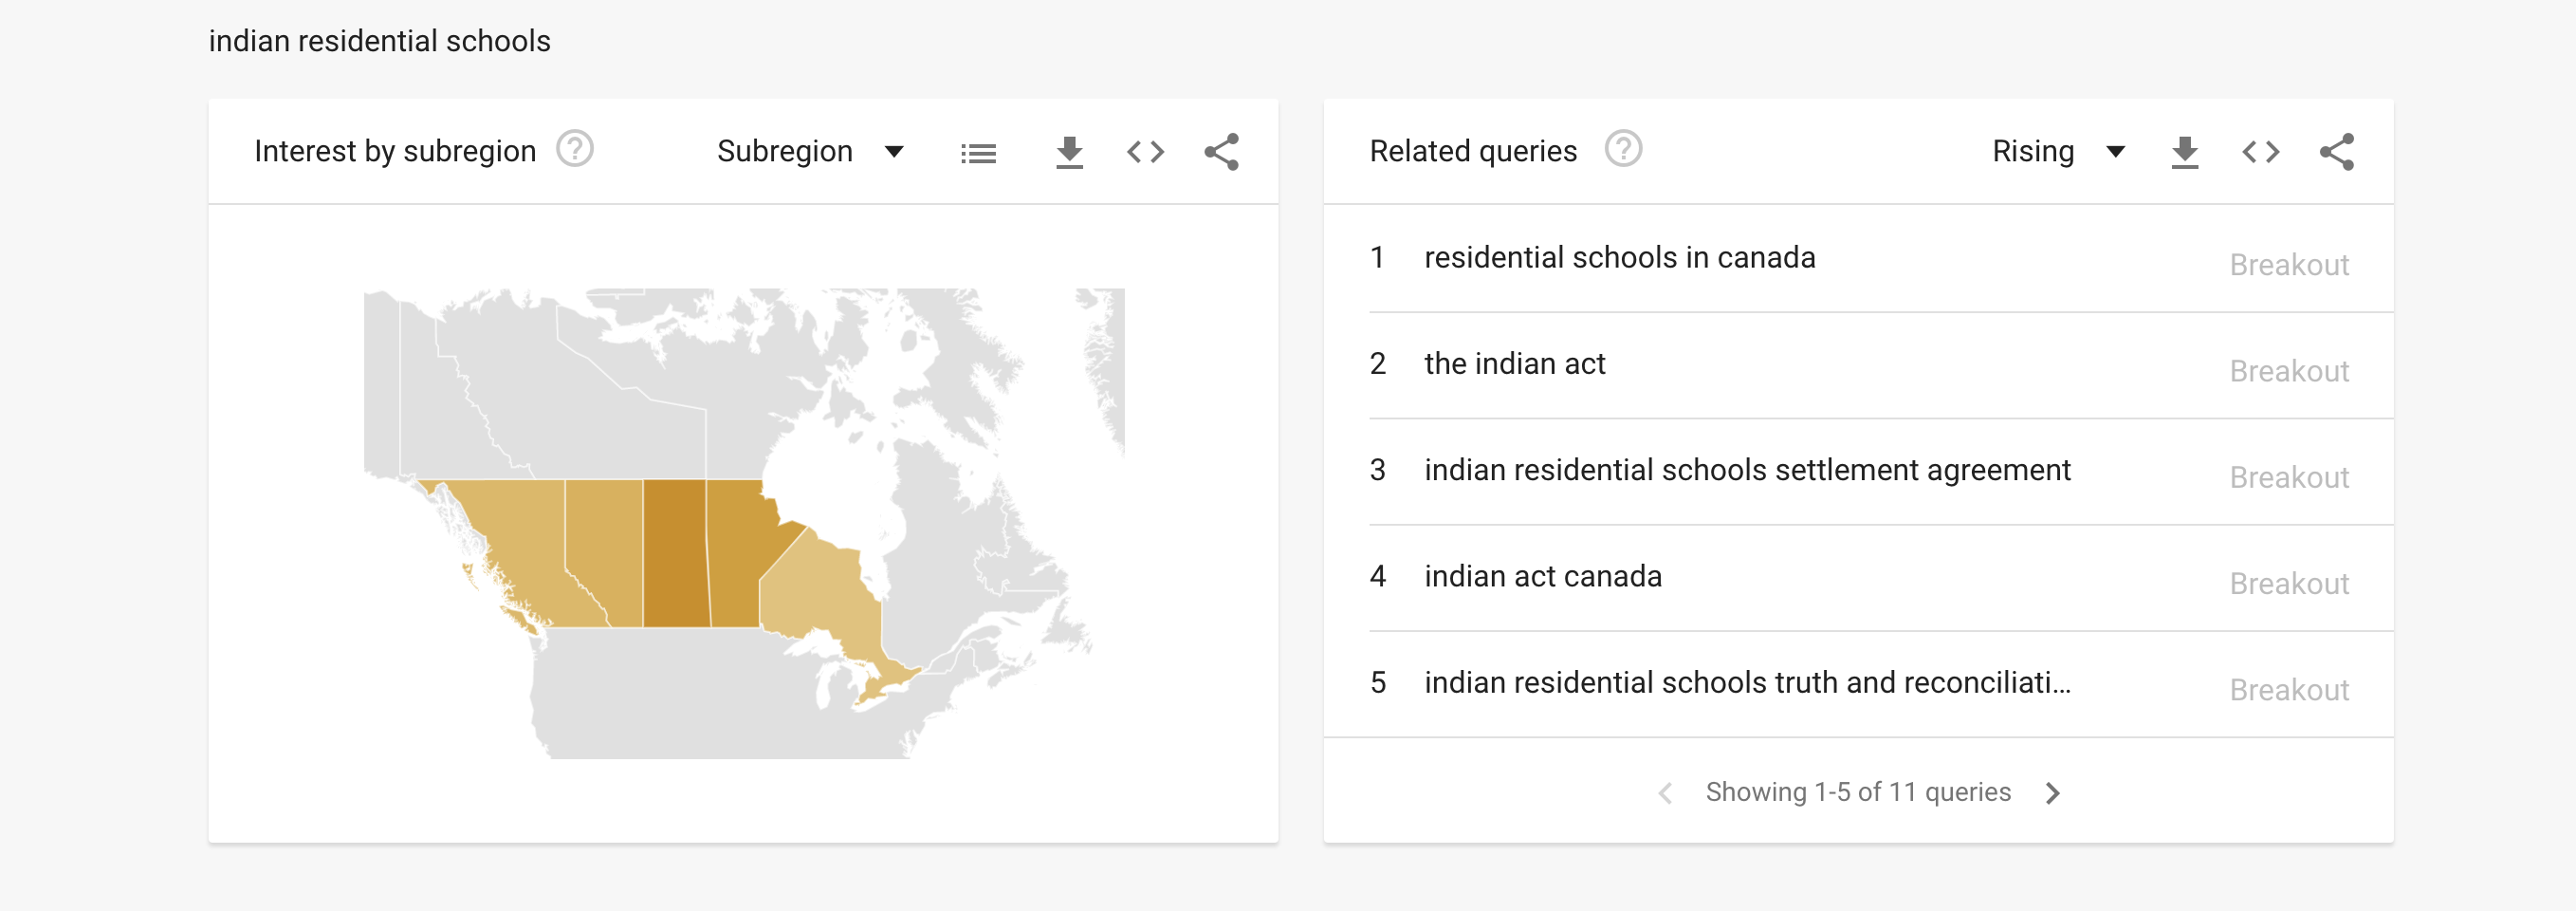 indian residential schools
Interest by subregion
Subregion
Related queries
Rising
1 residential schools in canada Breakout
2 the indian act Breakout
3 indian residential schools settlement agreement Breakout
4 indian act canada Breakout
5 indian residential schools truth and reconciliati... Breakout
Showing 1-5 of 11 queries